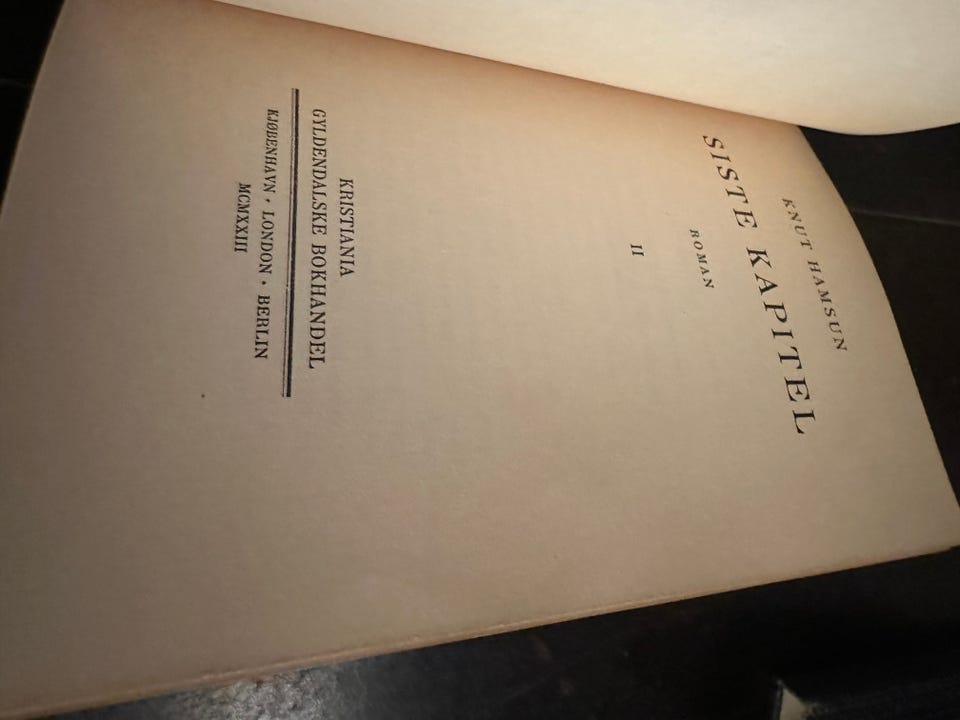 KNUT HAMSUN
SISTE KAPITEL
ROMAN
II
KRISTIANIA
GYLDENDALSKE BOKHANDEL
KJØBENHAVN · LONDON · BERLIN
MCMXXIII